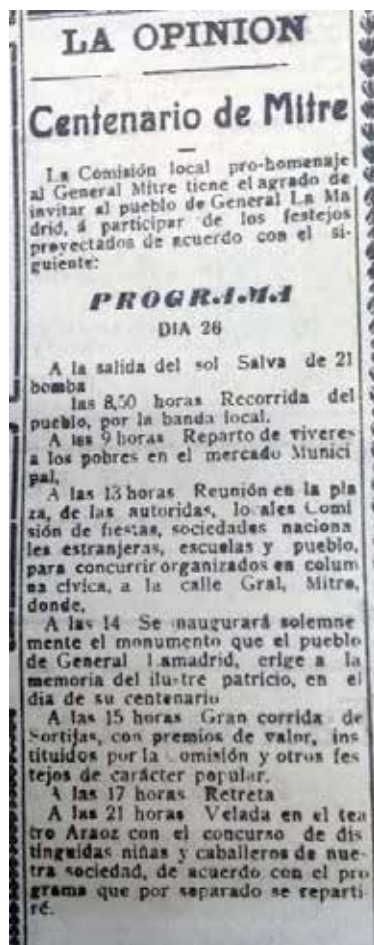 LA OPINION
Centenario de Mitre
La Comisión local pro-homenaje
al General Mitre tiene el agrado de
invitar al pueblo de General La Ma
drid, á participar de los festejos
proyectados de acuerdo con el si-
guiente:
PROGRAMA
DIA 26
A la salida del sol Salva de 21
bomba
las 8,50 horas Recorrida del
pueblo, por la banda local.
A las 9 horas Reparto de viveres
a los pobres en el mercado Munici
pal,
A las 13 horas Reunión en la pla
za, de las autoridas, lo ales Comi
sión de fiestas, sociedades naciona
les estranjeras, escuelas y pueblo,
para concurrir organizados en colum
na cívica, a la calle Gral, Mitre,
donde,
A las 14 Se inaugurará solemne
mente el monumento que el pueblo
de General Lamadrid, erige a la
memoria del ilustre patricio, en el
dia de su centenario
A las 15 horas Gran corrida de
Sortijas, con premios de valor, ins
tituidos por la omisión y otros fes
tejos de carácter popular.
A las 17 horas Retreta
A las 21 horas Velada en el tea
tro Araoz con el concurso de dis
tinguidas niñas y caballeros de nues
tra sociedad, de acuerdo con el pro
grama que por separado se reparti
ré.